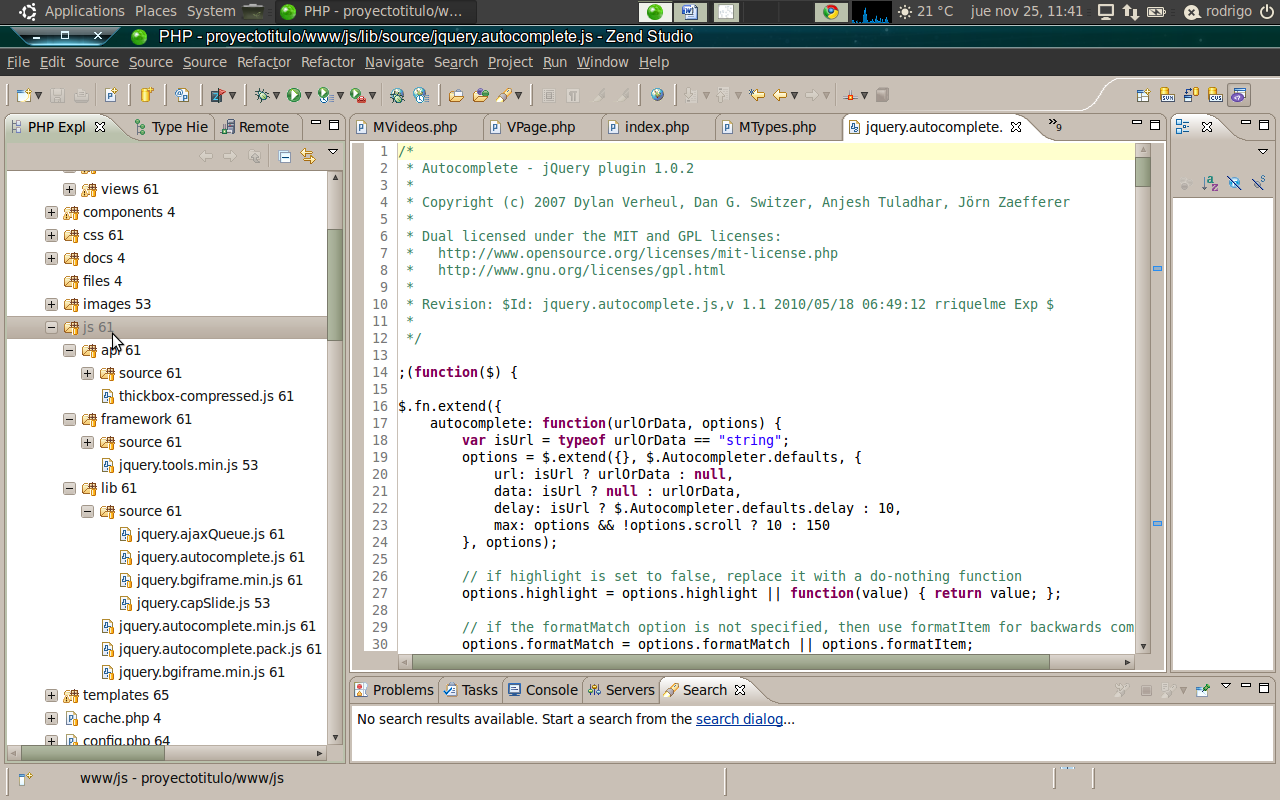 Applications Places System PHP - proyectotitulo/w... 21 °C jue nov 25, 11:41 rodrigo
PHP - proyectotitulo/www/js/lib/source/jquery.autocomplete.js - Zend Studio
File Edit Source Source Source Refactor Refactor Navigate Search Project Run Window Help
PHP Expl Type Hie Remote
views 61
components 4
css 61
docs 4
files 4
images 53
js 61
api 61
source 61
thickbox-compressed.js 61
framework 61
source 61
jquery.tools.min.js 53
lib 61
source 61
jquery.ajaxQueue.js 61
jquery.autocomplete.js 61
jquery.bgiframe.min.js 61
jquery.capSlide.js 53
jquery.autocomplete.min.js 61
jquery.autocomplete.pack.js 61
jquery.bgiframe.min.js 61
templates 65
cache.php 4
config.php 64
MVideos.php VPage.php index.php MTypes.php jquery.autocomplete. »9
1 /*
2 * Autocomplete - jQuery plugin 1.0.2
3 *
4 * Copyright (c) 2007 Dylan Verheul, Dan G. Switzer, Anjesh Tuladhar, Jörn Zaefferer
5 *
6 * Dual licensed under the MIT and GPL licenses:
7 *   http://www.opensource.org/licenses/mit-license.php
8 *   http://www.gnu.org/licenses/gpl.html
9 *
10 * Revision: $Id: jquery.autocomplete.js,v 1.1 2010/05/18 06:49:12 rriquelme Exp $
11 *
12 */
13
14 ;(function($) {
15
16 $.fn.extend({
17     autocomplete: function(urlOrData, options) {
18         var isUrl = typeof urlOrData == "string";
19         options = $.extend({}, $.Autocompleter.defaults, {
20             url: isUrl ? urlOrData : null,
21             data: isUrl ? null : urlOrData,
22             delay: isUrl ? $.Autocompleter.defaults.delay : 10,
23             max: options && !options.scroll ? 10 : 150
24         }, options);
25
26         // if highlight is set to false, replace it with a do-nothing function
27         options.highlight = options.highlight || function(value) { return value; };
28
29         // if the formatMatch option is not specified, then use formatItem for backwards com
30         options.formatMatch = options.formatMatch || options.formatItem;
Problems Tasks Console Servers Search
No search results available. Start a search from the search dialog...
www/js - proyectotitulo/www/js